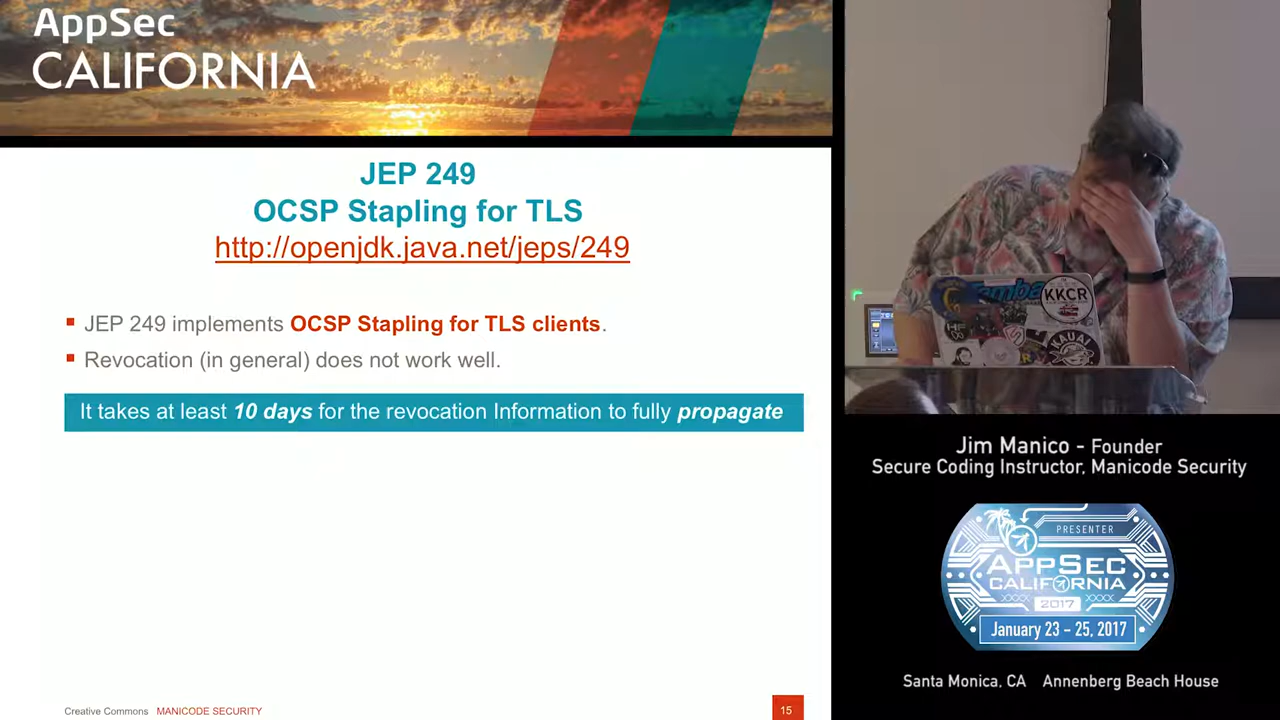 AppSec
CALIFORNIA
JEP 249
OCSP Stapling for TLS
http://openjdk.java.net/jeps/249
JEP 249 implements OCSP Stapling for TLS clients.
Revocation (in general) does not work well.
It takes at least 10 days for the revocation Information to fully propagate
Creative Commons MANICODE SECURITY
15
KKCR
KAUAI
Jim Manico - Founder
Secure Coding Instructor, Manicode Security
PRESENTER
APPSEC
CALIFORNIA
2017
January 23 - 25, 2017
Santa Monica, CA Annenberg Beach House